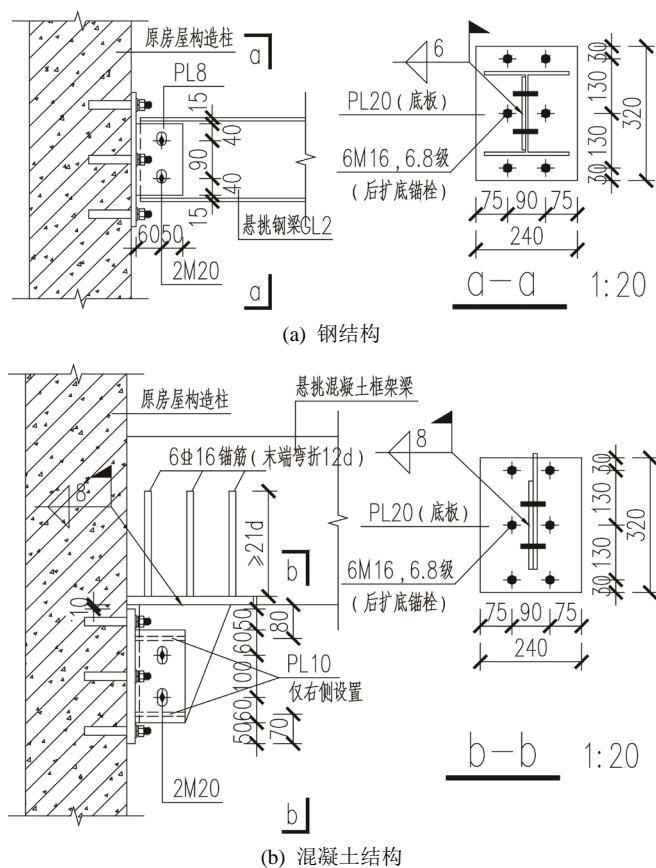 原房屋构造柱
a
PL8
15
40
90
40
15
悬挑钢梁GL2
6050
2M20
a
6
PL20(底板)
6M16,6.8级
(后扩底锚栓)
30
130
130
30
320
75 90 75
240
a-a 1:20
(a) 钢结构
悬挑混凝土框架梁
原房屋构造柱
6⌀16锚筋(末端弯折12d)
8
≥21d
b
10
50
60
100
60
50
80
70
PL10
仅右侧设置
2M20
b
8
PL20(底板)
6M16,6.8级
(后扩底锚栓)
30
130
130
30
320
75 90 75
240
b-b 1:20
(b) 混凝土结构